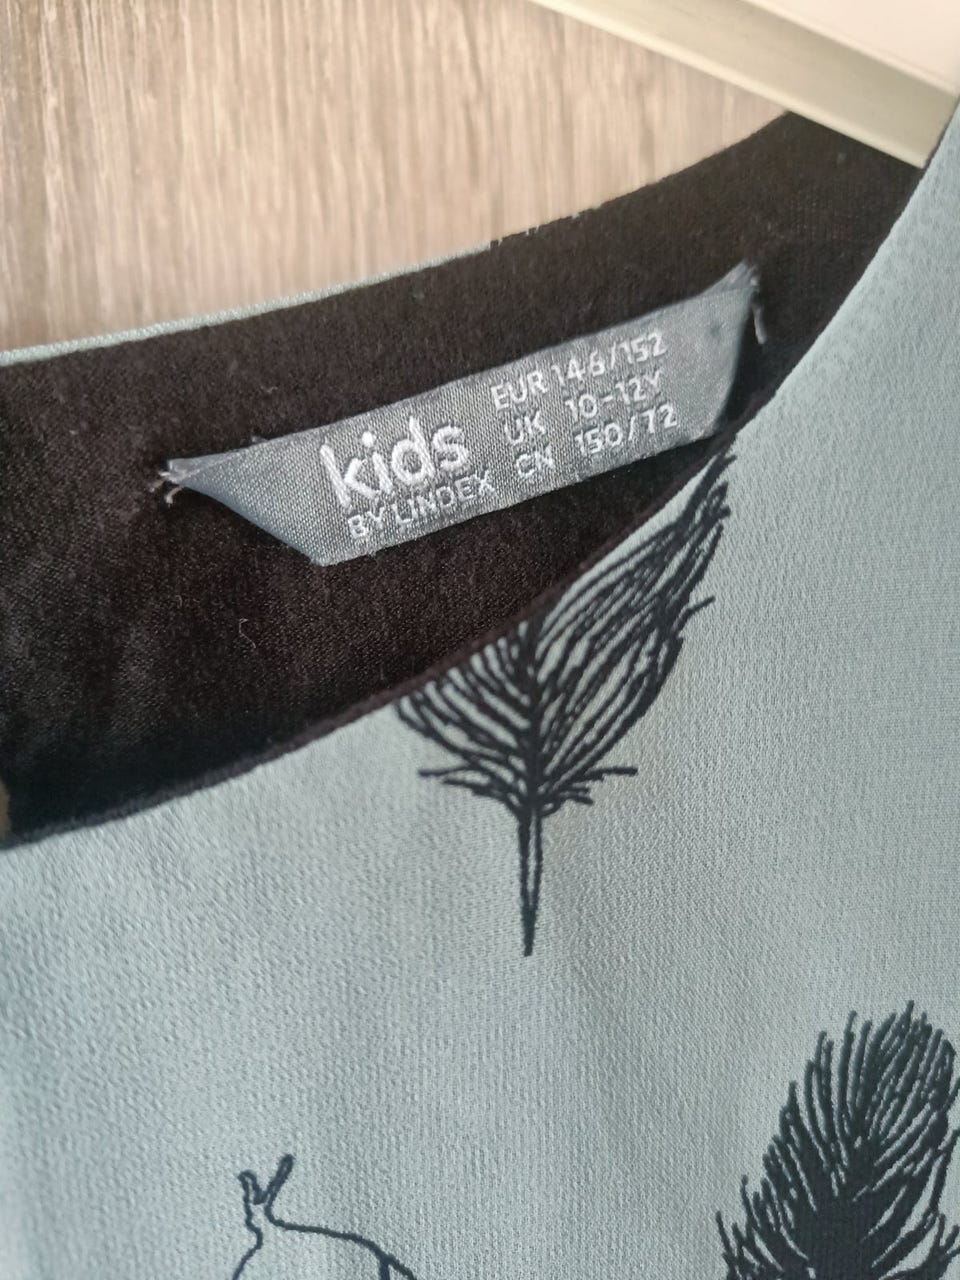 kids
BY LINDEX
EUR 146/152
UK 10-12Y
CN 150/72